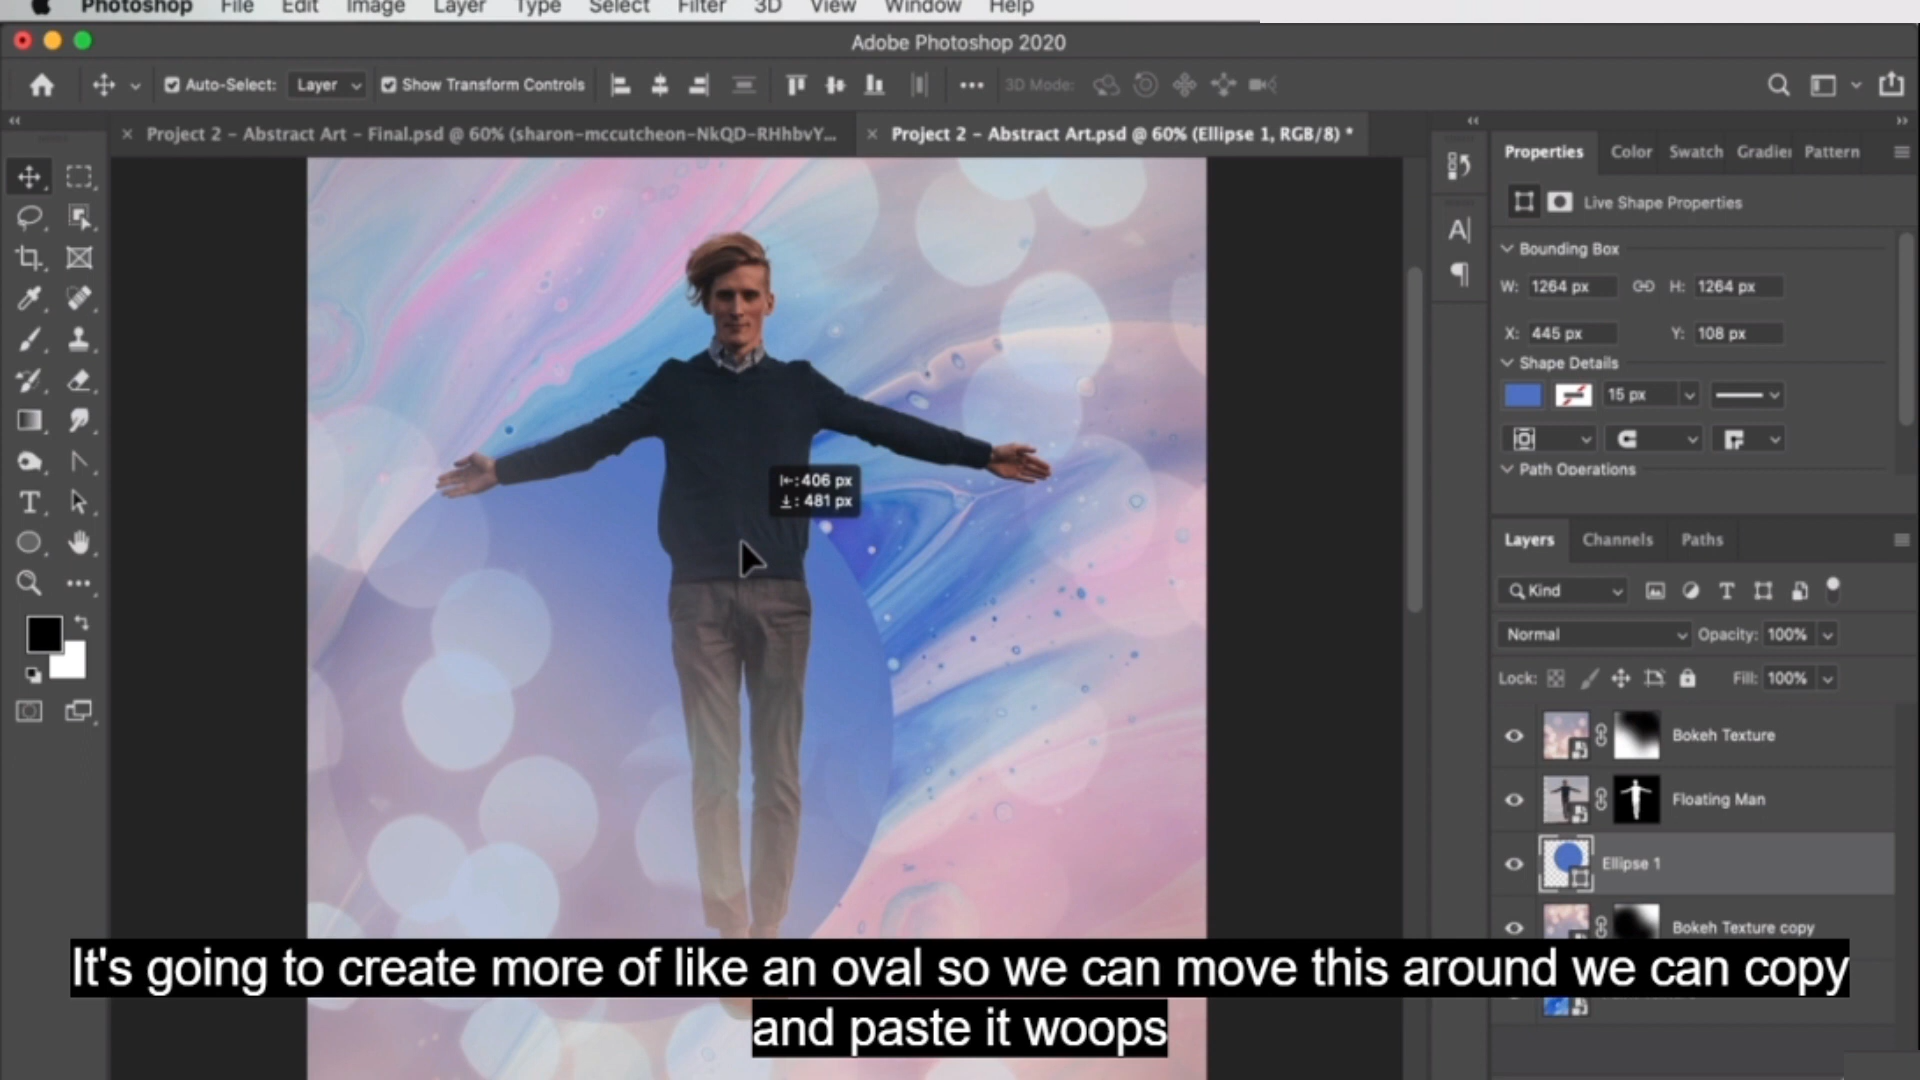 Photoshop File Edit Image Layer Type Select Filter 3D View Window Help
Adobe Photoshop 2020
Auto-Select: Layer Show Transform Controls 3D Mode:
Project 2 - Abstract Art - Final.psd @ 60% (sharon-mccutcheon-NkQD-RHhbvY... Project 2 - Abstract Art.psd @ 60% (Ellipse 1, RGB/8) *
Properties Color Swatch Gradie Pattern
Live Shape Properties
Bounding Box
W: 1264 px H: 1264 px
X: 445 px Y: 108 px
Shape Details
15 px
Path Operations
406 px
481 px
Layers Channels Paths
Kind
Normal Opacity: 100%
Lock: Fill: 100%
Bokeh Texture
Floating Man
Ellipse 1
Bokeh Texture copy
It's going to create more of like an oval so we can move this around we can copy
and paste it woops